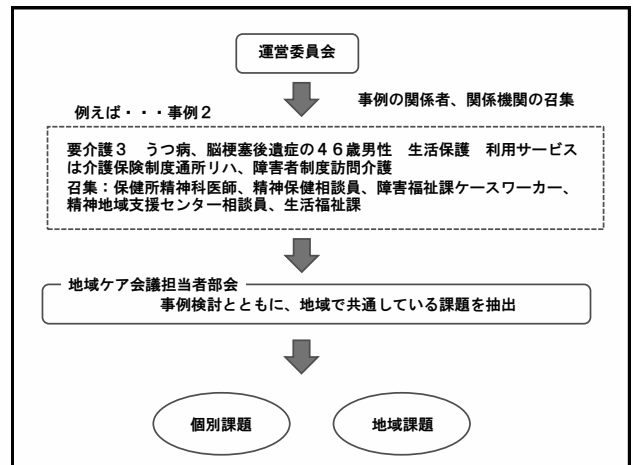 運営委員会
事例の関係者、関係機関の召集
例えば・・・事例２
要介護３　うつ病、脳梗塞後遺症の４６歳男性　生活保護　利用サービス
は介護保険制度通所リハ、障害者制度訪問介護
召集：保健所精神科医師、精神保健相談員、障害福祉課ケースワーカー、
精神地域支援センター相談員、生活福祉課
地域ケア会議担当者部会
事例検討とともに、地域で共通している課題を抽出
個別課題
地域課題